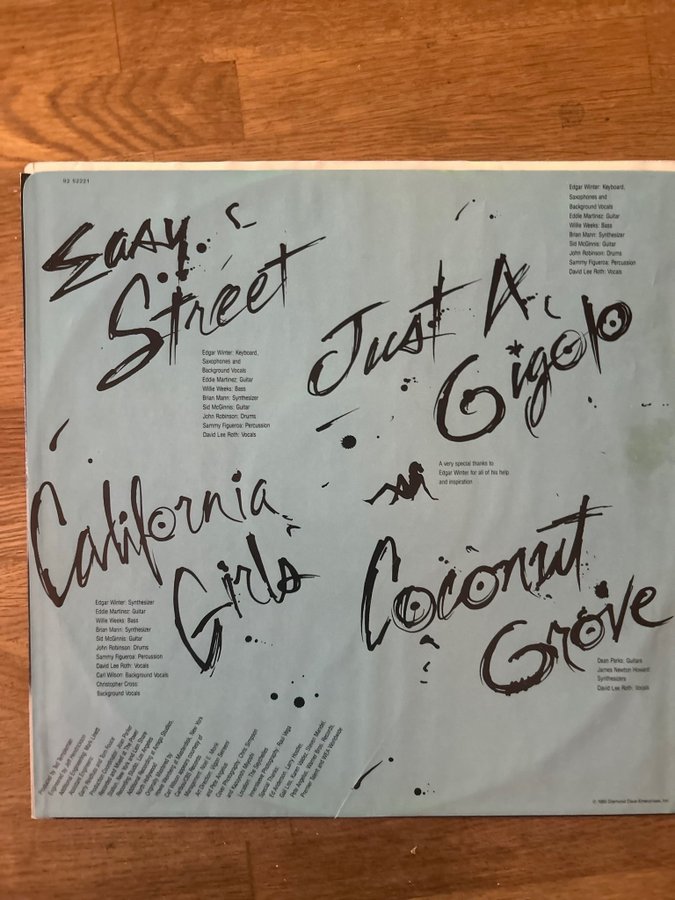 92 52221
Easy
Street
Edgar Winter: Keyboard,
Saxophones and
Background Vocals
Eddie Martinez: Guitar
Willie Weeks: Bass
Brian Mann: Synthesizer
Sid McGinnis: Guitar
John Robinson: Drums
Sammy Figueroa: Percussion
David Lee Roth: Vocals
Just A
Gigolo
Edgar Winter: Keyboard,
Saxophones and
Background Vocals
Eddie Martinez: Guitar
Willie Weeks: Bass
Brian Mann: Synthesizer
Sid McGinnis: Guitar
John Robinson: Drums
Sammy Figueroa: Percussion
David Lee Roth: Vocals
A very special thanks to
Edgar Winter for all of his help
and inspiration
California
Girls
Edgar Winter: Synthesizer
Eddie Martinez: Guitar
Willie Weeks: Bass
Brian Mann: Synthesizer
Sid McGinnis: Guitar
John Robinson: Drums
Sammy Figueroa: Percussion
David Lee Roth: Vocals
Carl Wilson: Background Vocals
Christopher Cross:
Background Vocals
Coconut
Grove
Dean Parks: Guitars
James Newton Howard:
Synthesizers
David Lee Roth: Vocals
Produced by Ted Templeman